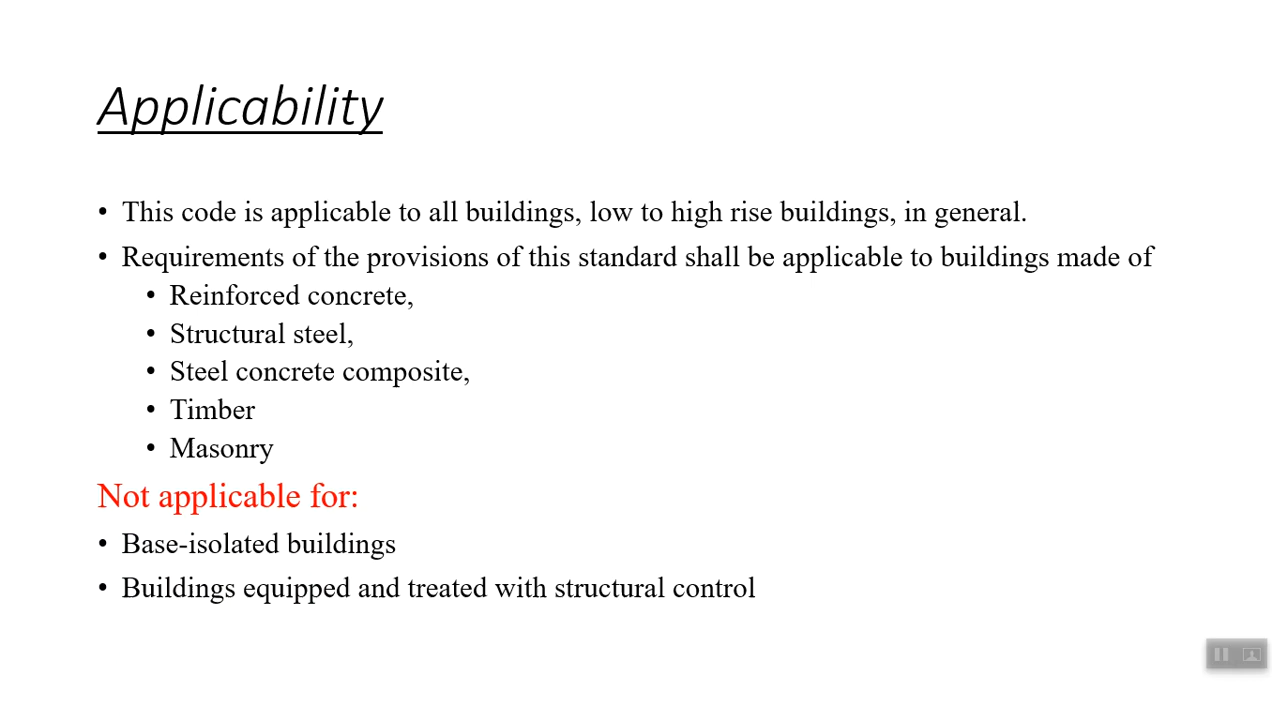 Applicability
• This code is applicable to all buildings, low to high rise buildings, in general.
• Requirements of the provisions of this standard shall be applicable to buildings made of
• Reinforced concrete,
• Structural steel,
• Steel concrete composite,
• Timber
• Masonry
Not applicable for:
• Base-isolated buildings
• Buildings equipped and treated with structural control